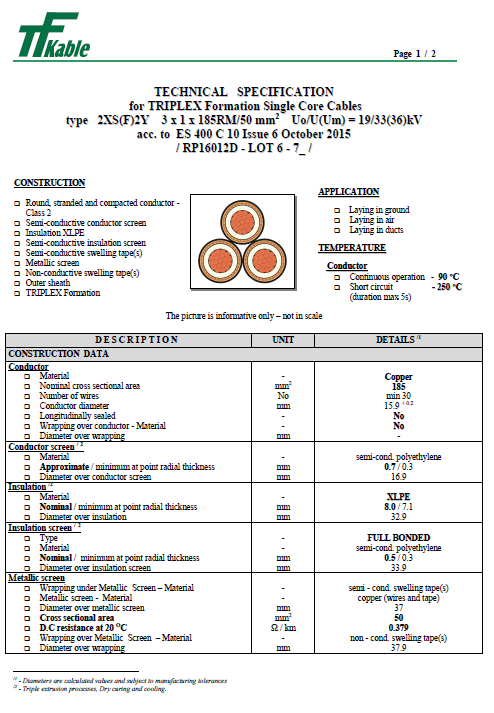 TF
Kable
Page 1 / 2
TECHNICAL SPECIFICATION
for TRIPLEX Formation Single Core Cables
type 2XS(F)2Y 3 x 1 x 185RM/50 mm² Uo/U(Um) = 19/33(36)kV
acc. to ES 400 C 10 Issue 6 October 2015
/ RP16012D - LOT 6 - 7_ /
CONSTRUCTION
Round, stranded and compacted conductor -
Class 2
Semi-conductive conductor screen
Insulation XLPE
Semi-conductive insulation screen
Semi-conductive swelling tape(s)
Metallic screen
Non-conductive swelling tape(s)
Outer sheath
TRIPLEX Formation
APPLICATION
Laying in ground
Laying in air
Laying in ducts
TEMPERATURE
Conductor
Continuous operation - 90 °C
Short circuit - 250 °C
(duration max 5s)
The picture is informative only – not in scale
DESCRIPTION UNIT DETAILS /1
CONSTRUCTION DATA
Conductor
Material - Copper
Nominal cross sectional area mm² 185
Number of wires No min 30
Conductor diameter mm 15.9 ± 0.2
Longitudinally sealed - No
Wrapping over conductor - Material - No
Diameter over wrapping mm -
Conductor screen / 2
Material - semi-cond. polyethylene
Approximate / minimum at point radial thickness mm 0.7 / 0.3
Diameter over conductor screen mm 16.9
Insulation /2
Material - XLPE
Nominal / minimum at point radial thickness mm 8.0 / 7.1
Diameter over insulation mm 32.9
Insulation screen / 2
Type - FULL BONDED
Material - semi-cond. polyethylene
Nominal / minimum at point radial thickness mm 0.5 / 0.3
Diameter over insulation screen mm 33.9
Metallic screen
Wrapping under Metallic Screen – Material - semi - cond. swelling tape(s)
Metallic screen - Material - copper (wires and tape)
Diameter over metallic screen mm 37
Cross sectional area mm² 50
D.C resistance at 20 °C Ω / km 0.379
Wrapping over Metallic Screen – Material - non - cond. swelling tape(s)
Diameter over wrapping mm 37.9
/1 - Diameters are calculated values and subject to manufacturing tolerances
/2 - Triple extrusion processes, Dry curing and cooling.